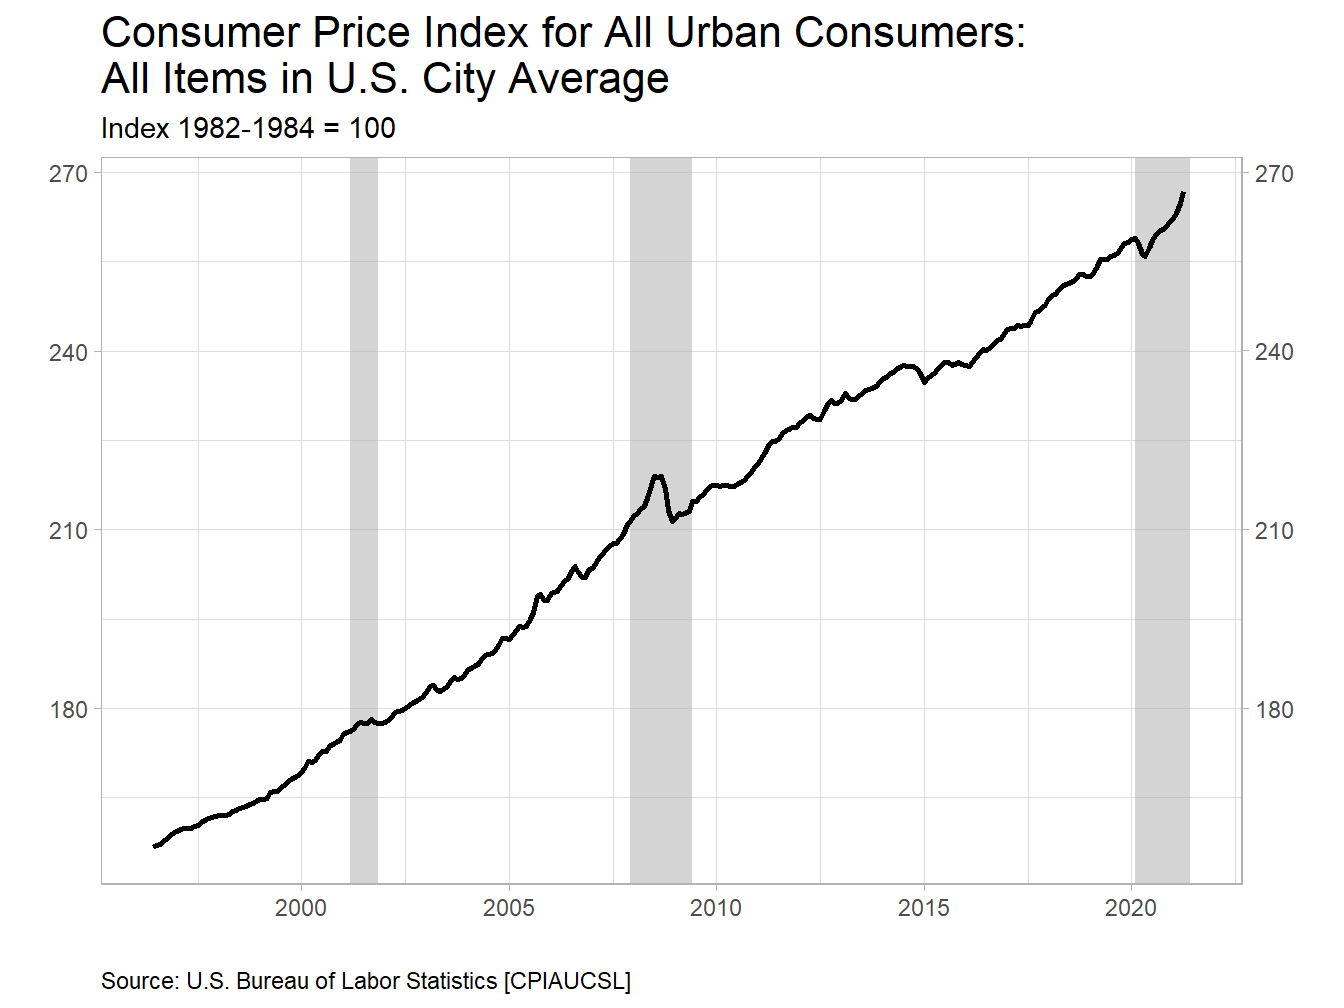 Consumer Price Index for All Urban Consumers:
All Items in U.S. City Average
Index 1982-1984 = 100
270 270
240 240
210 210
180 180
2000 2005 2010 2015 2020
Source: U.S. Bureau of Labor Statistics [CPIAUCSL]